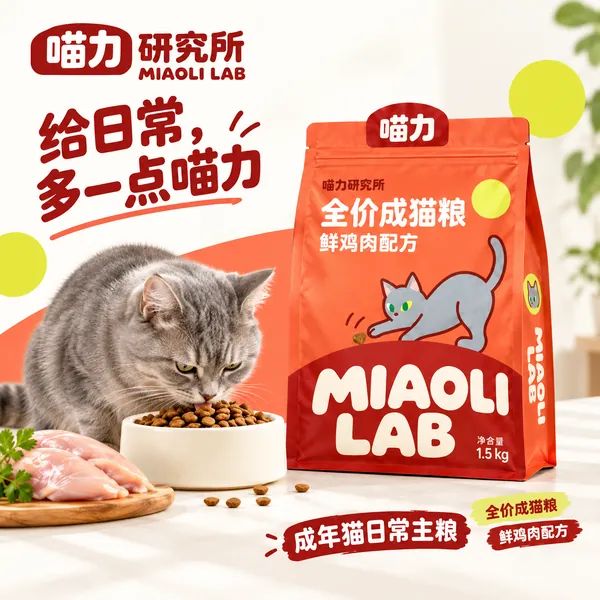 喵力 研究所
MIAOLI LAB
给日常,
多一点喵力
喵力
喵力研究所
全价成猫粮
鲜鸡肉配方
MIAOLI
LAB
净含量
1.5 kg
MIAOLI
LAB
成年猫日常主粮
全价成猫粮
鲜鸡肉配方